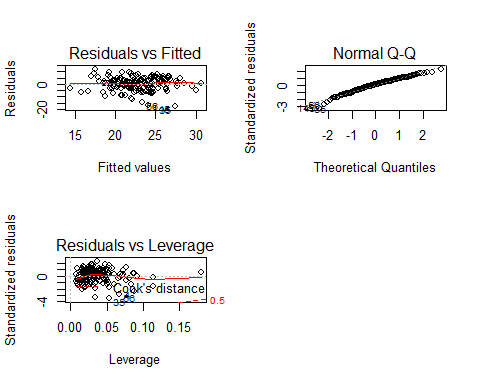 Residuals vs Fitted
Residuals
0
-20
15 20 25 30
Fitted values
Normal Q-Q
Standardized residuals
0
-3
-2 -1 0 1 2
Theoretical Quantiles
Residuals vs Leverage
Standardized residuals
0
-4
Cook's distance
0.5
0.00 0.05 0.10 0.15
Leverage